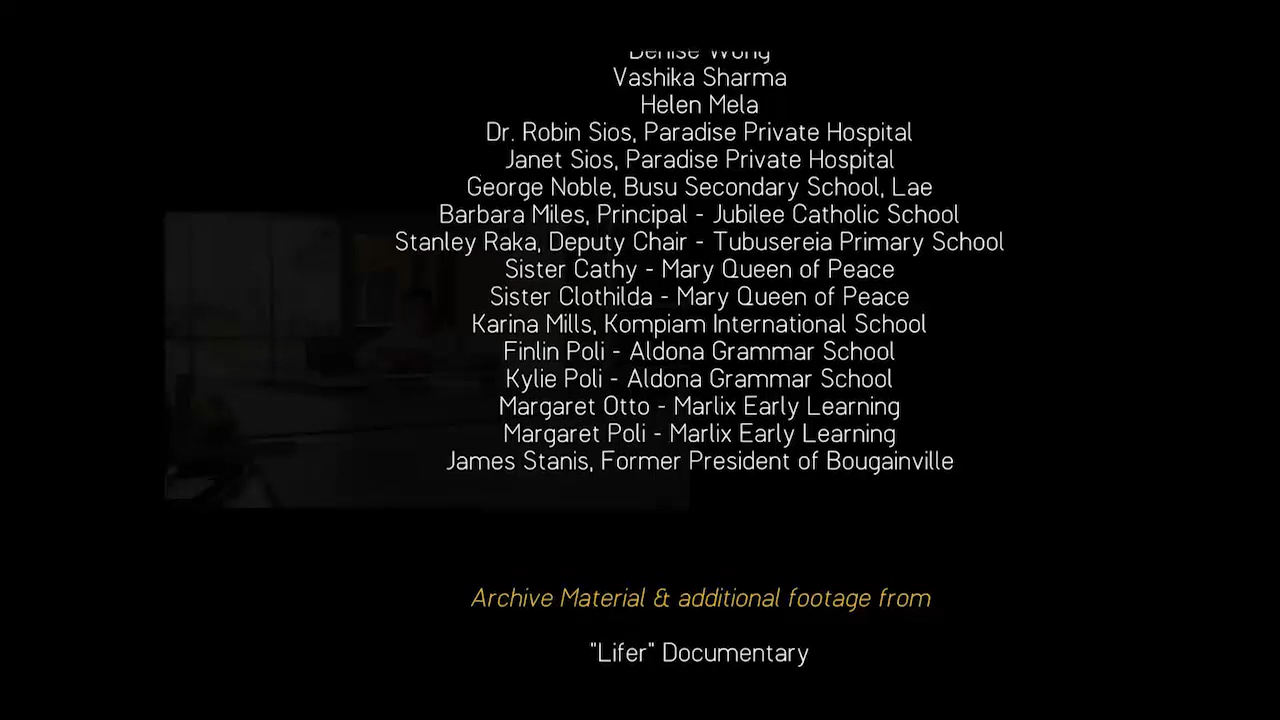 Denise Wong
Vashika Sharma
Helen Mela
Dr. Robin Sios, Paradise Private Hospital
Janet Sios, Paradise Private Hospital
George Noble, Busu Secondary School, Lae
Barbara Miles, Principal - Jubilee Catholic School
Stanley Raka, Deputy Chair - Tubusereia Primary School
Sister Cathy - Mary Queen of Peace
Sister Clothilda - Mary Queen of Peace
Karina Mills, Kompiam International School
Finlin Poli - Aldona Grammar School
Kylie Poli - Aldona Grammar School
Margaret Otto - Marlix Early Learning
Margaret Poli - Marlix Early Learning
James Stanis, Former President of Bougainville
Archive Material & additional footage from
"Lifer" Documentary